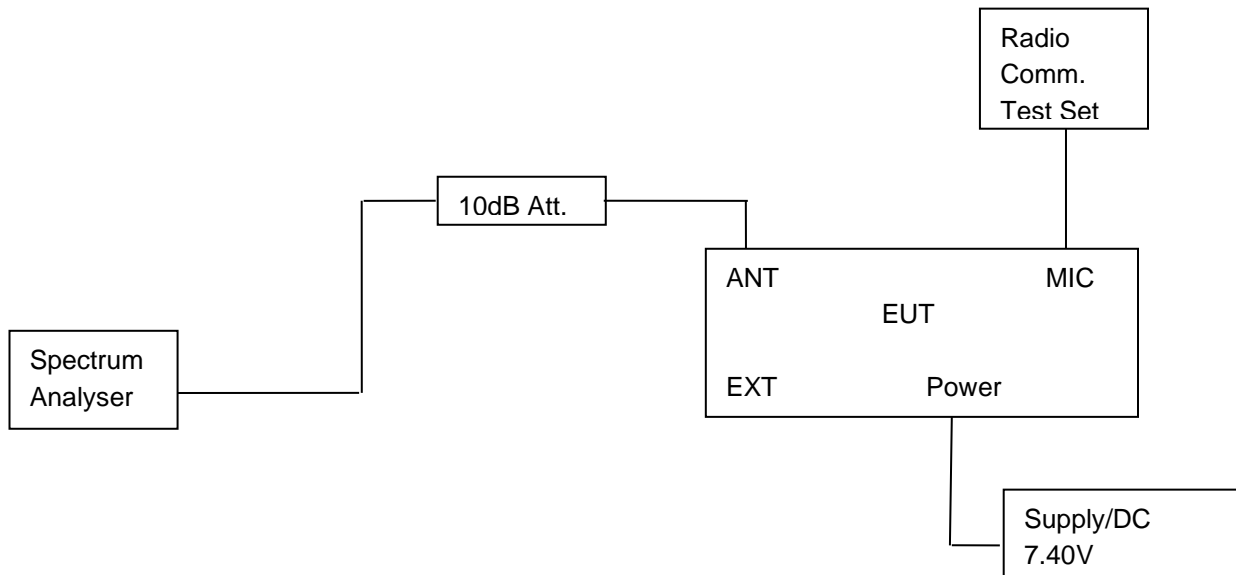 Radio
Comm.
Test Set
10dB Att.
ANT
MIC
EUT
Spectrum
Analyser
EXT
Power
Supply/DC
7.40V